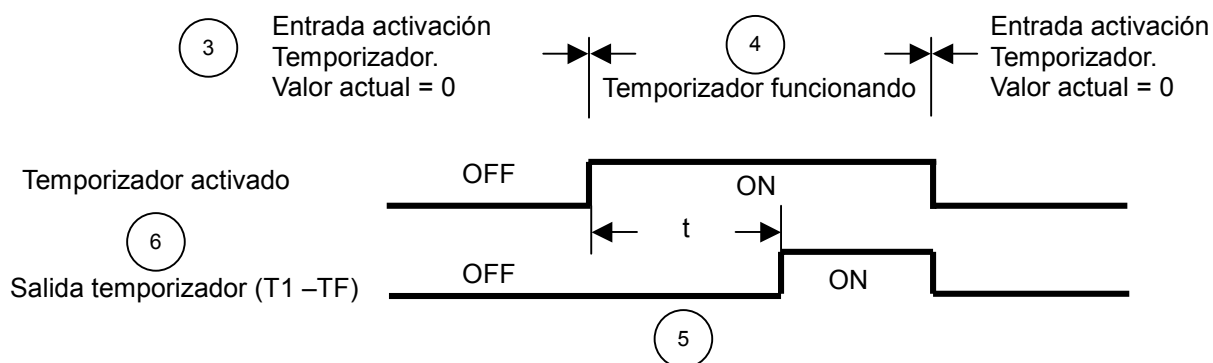 3
Entrada activación
Temporizador.
Valor actual = 0
4
Temporizador funcionando
Entrada activación
Temporizador.
Valor actual = 0
Temporizador activado
OFF
ON
t
6
Salida temporizador (T1 –TF)
OFF
ON
5